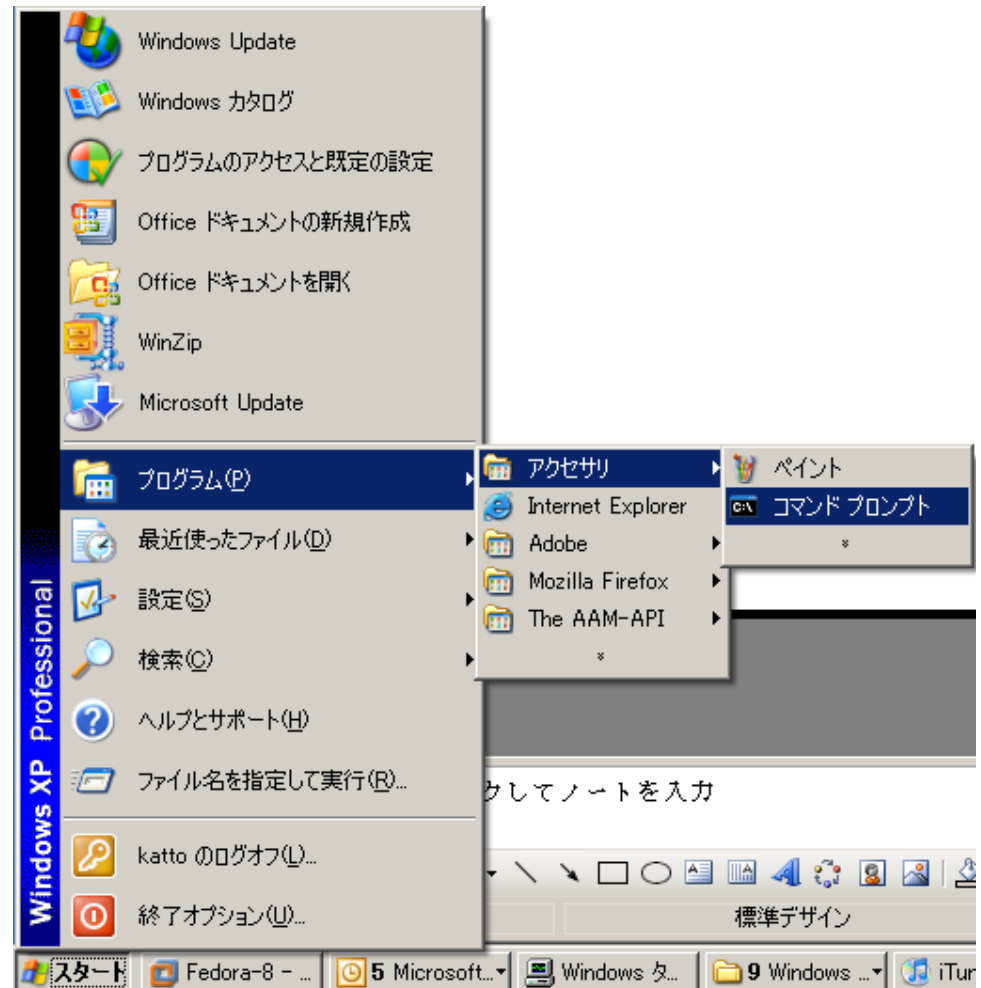 Windows Update
Windows カタログ
プログラムのアクセスと既定の設定
Office ドキュメントの新規作成
Office ドキュメントを開く
WinZip
Microsoft Update
プログラム(P)
最近使ったファイル(D)
設定(S)
検索(C)
ヘルプとサポート(H)
ファイル名を指定して実行(R)...
katto のログオフ(L)...
終了オプション(U)...
Windows XP Professional
アクセサリ
Internet Explorer
Adobe
Mozilla Firefox
The AAM-API
ペイント
コマンド プロンプト
クしてノートを入力
標準デザイン
スタート
Fedora-8 - ...
5 Microsoft...
Windows タ...
9 Windows ...
iTun